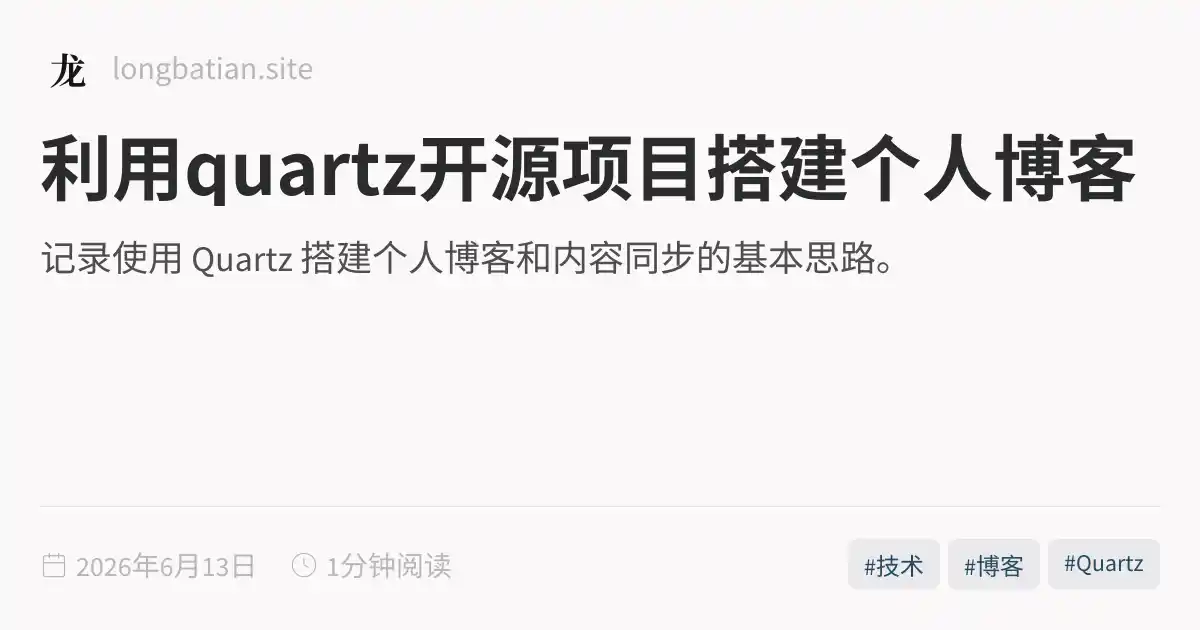 龙 longbatian.site
利用quartz开源项目搭建个人博客
记录使用 Quartz 搭建个人博客和内容同步的基本思路。
2026年6月13日 1分钟阅读 #技术 #博客 #Quartz